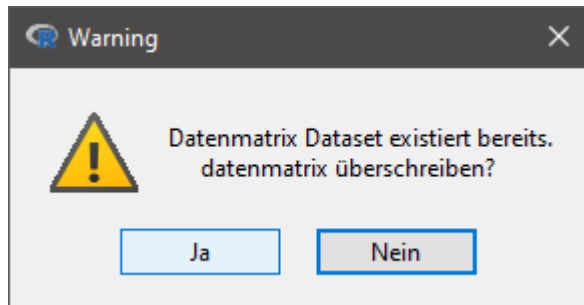 Warning
Datenmatrix Dataset existiert bereits.
datenmatrix überschreiben?
Ja
Nein